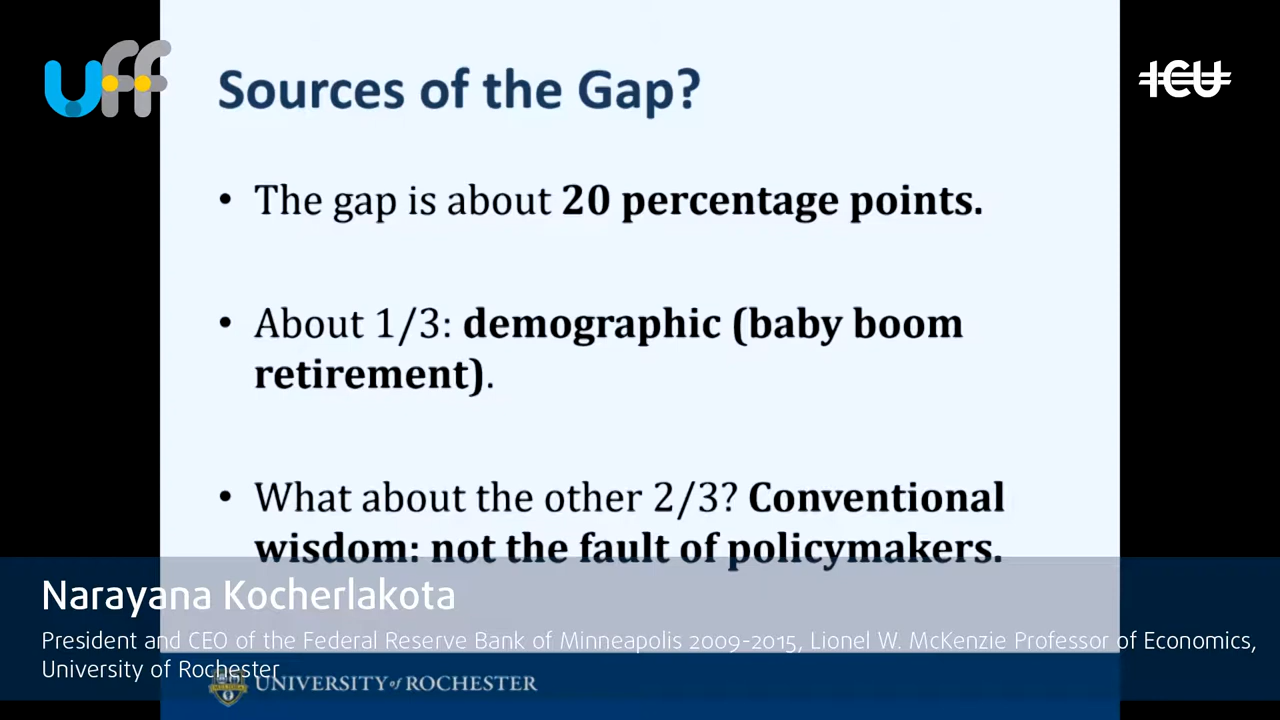 uff
ICU
Sources of the Gap?
• The gap is about 20 percentage points.
• About 1/3: demographic (baby boom
retirement).
• What about the other 2/3? Conventional
wisdom: not the fault of policymakers.
Narayana Kocherlakota
President and CEO of the Federal Reserve Bank of Minneapolis 2009-2015, Lionel W. McKenzie Professor of Economics,
University of Rochester
UNIVERSITY of ROCHESTER